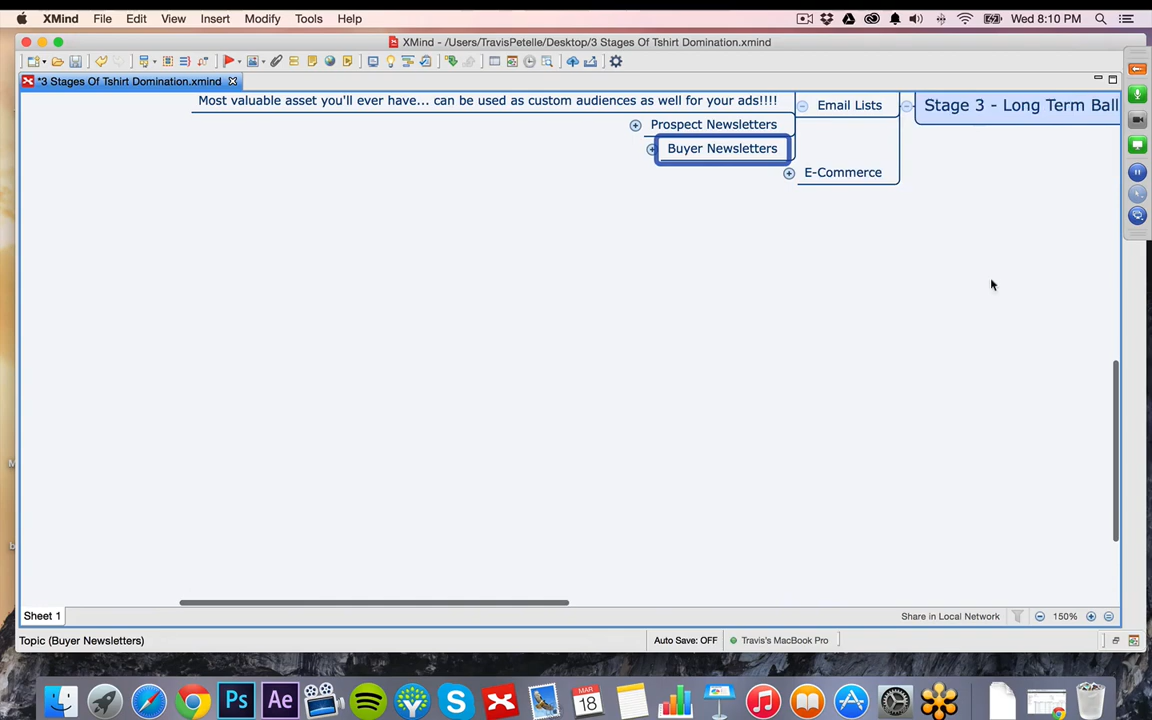 XMind File Edit View Insert Modify Tools Help Wed 8:10 PM
XMind - /Users/TravisPetelle/Desktop/3 Stages Of Tshirt Domination.xmind
*3 Stages Of Tshirt Domination.xmind
Most valuable asset you'll ever have... can be used as custom audiences as well for your ads!!!!
Email Lists
Stage 3 - Long Term Ball
Prospect Newsletters
Buyer Newsletters
E-Commerce
Sheet 1
Share in Local Network 150%
Topic (Buyer Newsletters)
Auto Save: OFF
Travis's MacBook Pro
Ps
Ae
MAR
18